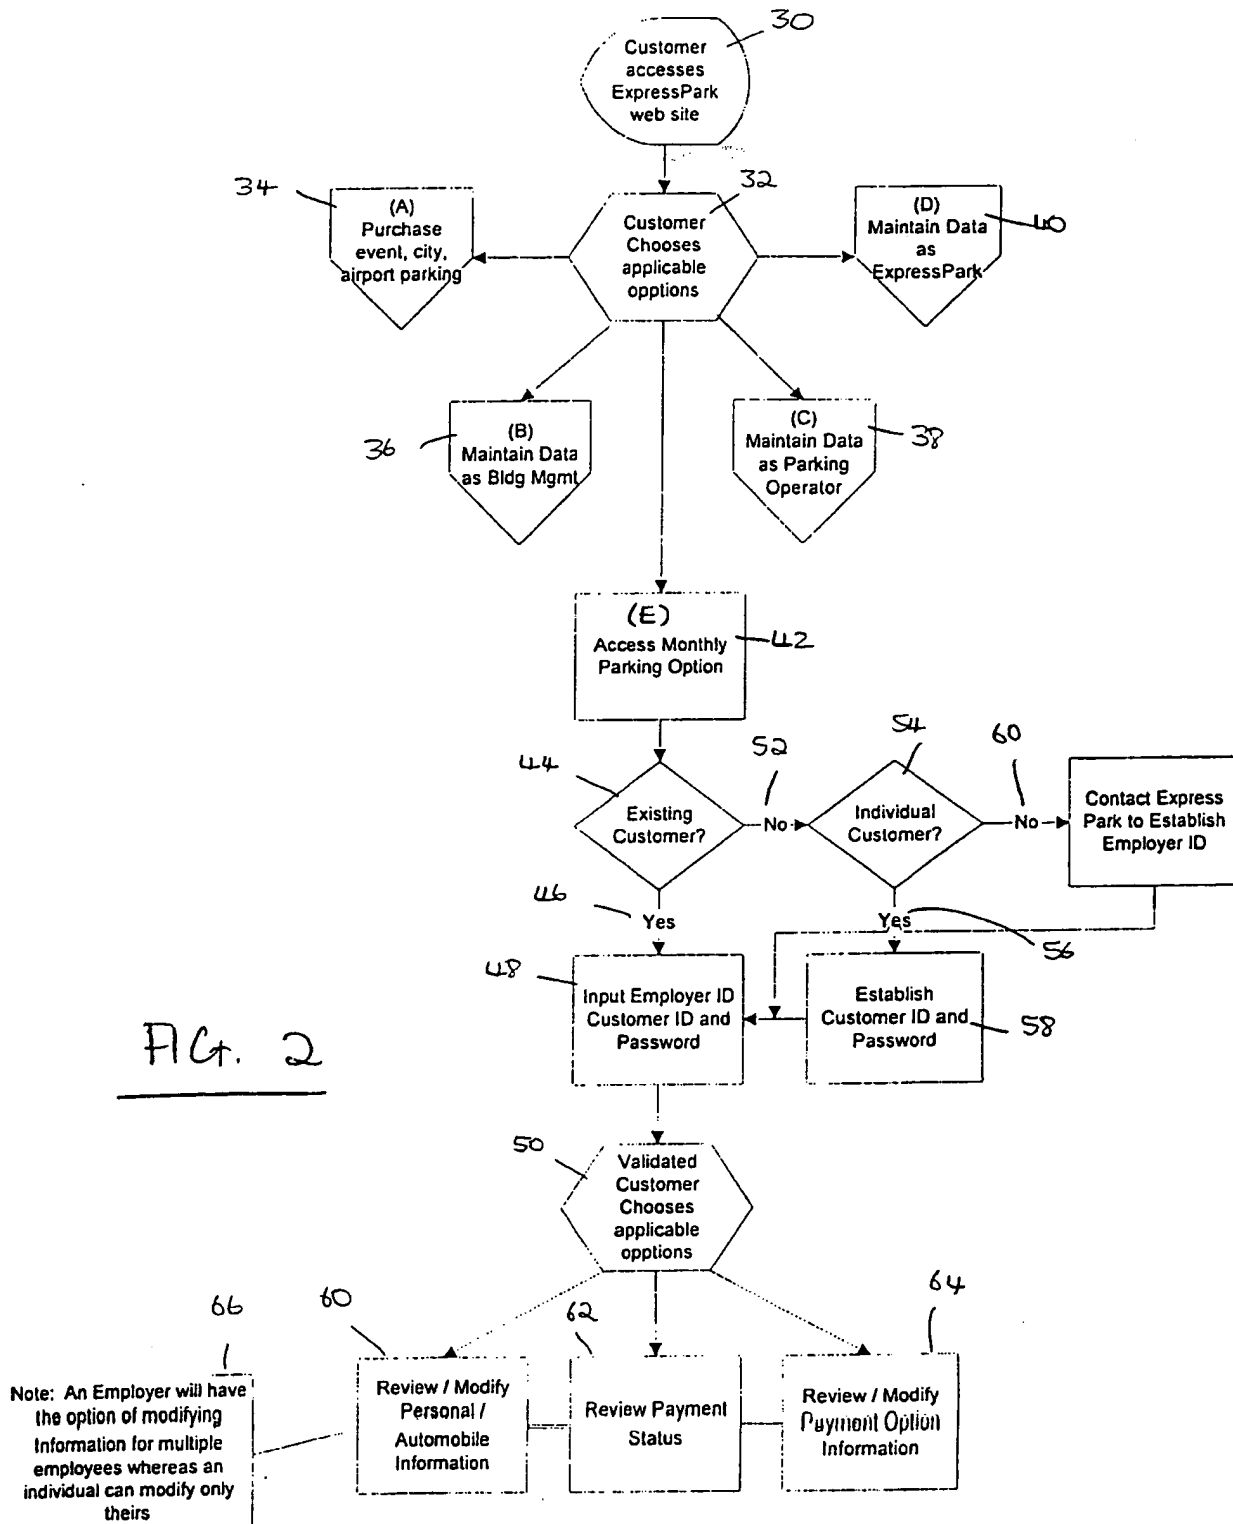 30
Customer
accesses
ExpressPark
web site
34
(A)
Purchase
event, city,
airport parking
32
Customer
Chooses
applicable
opptions
(D)
Maintain Data
as
ExpressPark
40
36
(B)
Maintain Data
as Bldg Mgmt
(C)
Maintain Data
as Parking
Operator
38
(E)
Access Monthly
Parking Option
42
44
Existing
Customer?
52
No
54
Individual
Customer?
60
No
Contact Express
Park to Establish
Employer ID
46
Yes
Yes
56
48
Input Employer ID
Customer ID and
Password
Establish
Customer ID and
Password
58
FIG. 2
50
Validated
Customer
Chooses
applicable
opptions
66
Note: An Employer will have
the option of modifying
Information for multiple
employees whereas an
individual can modify only
theirs
60
Review / Modify
Personal /
Automobile
Information
62
Review Payment
Status
64
Review / Modify
Payment Option
Information